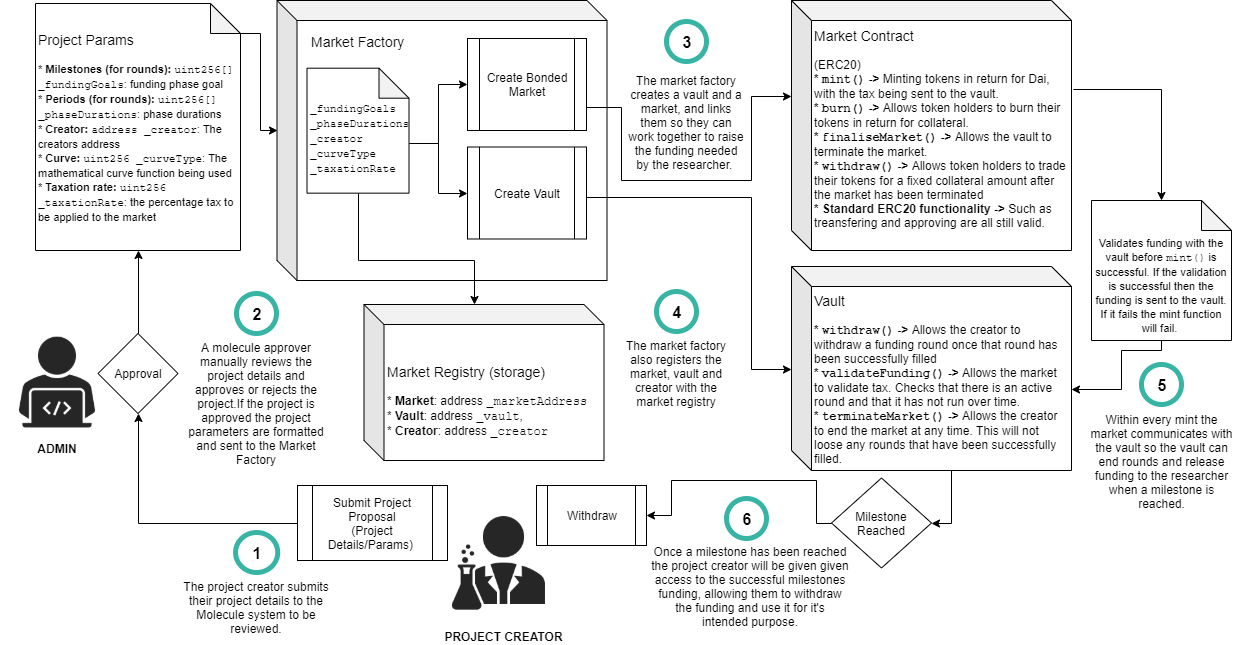 Project Params
* Milestones (for rounds): uint256[]
_fundingGoals: funding phase goal
* Periods (for rounds): uint256[]
_phaseDurations: phase durations
* Creator: address _creator: The
creators address
* Curve: uint256 _curveType: The
mathematical curve function being used
* Taxation rate: uint256
_taxationRate: the percentage tax to
be applied to the market
Market Factory
_fundingGoals
_phaseDurations
_creator
_curveType
_taxationRate
Create Bonded
Market
Create Vault
3
The market factory
creates a vault and a
market, and links
them so they can
work together to raise
the funding needed
by the researcher.
Market Contract
(ERC20)
* mint() -> Minting tokens in return for Dai,
with the tax being sent to the vault.
* burn() -> Allows token holders to burn their
tokens in return for collateral.
* finaliseMarket() -> Allows the vault to
terminate the market.
* withdraw() -> Allows token holders to trade
their tokens for a fixed collateral amount after
the market has been terminated
* Standard ERC20 functionality -> Such as
treansfering and approving are all still valid.
Validates funding with the
vault before mint() is
successful. If the validation
is successful then the
funding is sent to the vault.
If it fails the mint function
will fail.
2
A molecule approver
manually reviews the
project details and
approves or rejects the
project.If the project is
approved the project
parameters are formatted
and sent to the Market
Factory
Approval
ADMIN
Market Registry (storage)
* Market: address _marketAddress
* Vault: address _vault,
* Creator: address _creator
4
The market factory
also registers the
market, vault and
creator with the
market registry
Vault
* withdraw() -> Allows the creator to
withdraw a funding round once that round has
been successfully filled
* validateFunding() -> Allows the market
to validate tax. Checks that there is an active
round and that it has not run over time.
* terminateMarket() -> Allows the creator
to end the market at any time. This will not
loose any rounds that have been successfully
filled.
5
Within every mint the
market communicates with
the vault so the vault can
end rounds and release
funding to the researcher
when a milestone is
reached.
Submit Project
Proposal
(Project
Details/Params)
1
The project creator submits
their project details to the
Molecule system to be
reviewed.
PROJECT CREATOR
Withdraw
6
Once a milestone has been reached
the project creator will be given given
access to the successful milestones
funding, allowing them to withdraw
the funding and use it for it's
intended purpose.
Milestone
Reached